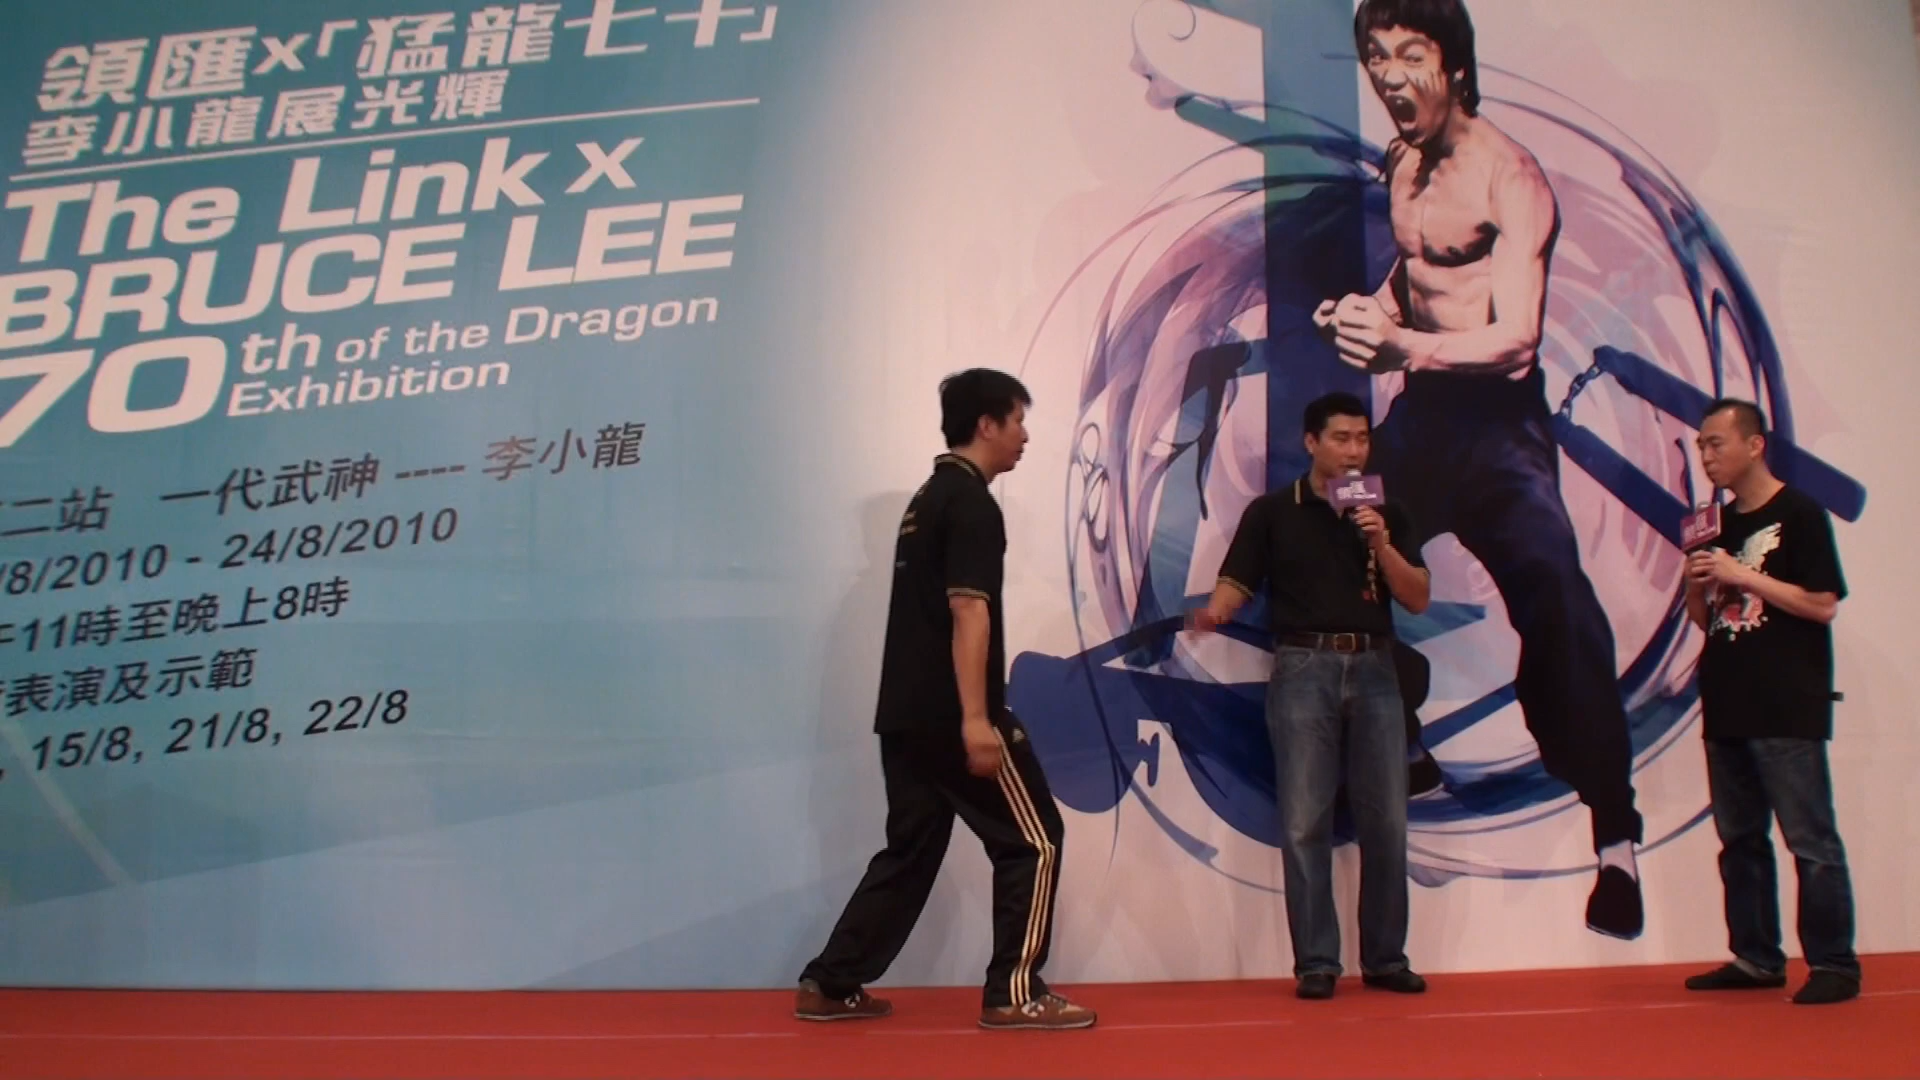 領匯x「猛龍七十」
李小龍展光輝
The Link x
BRUCE LEE
70th of the Dragon
Exhibition
二站 一代武神 ---- 李小龍
/8/2010 - 24/8/2010
11時至晚上8時
表演及示範
, 15/8, 21/8, 22/8